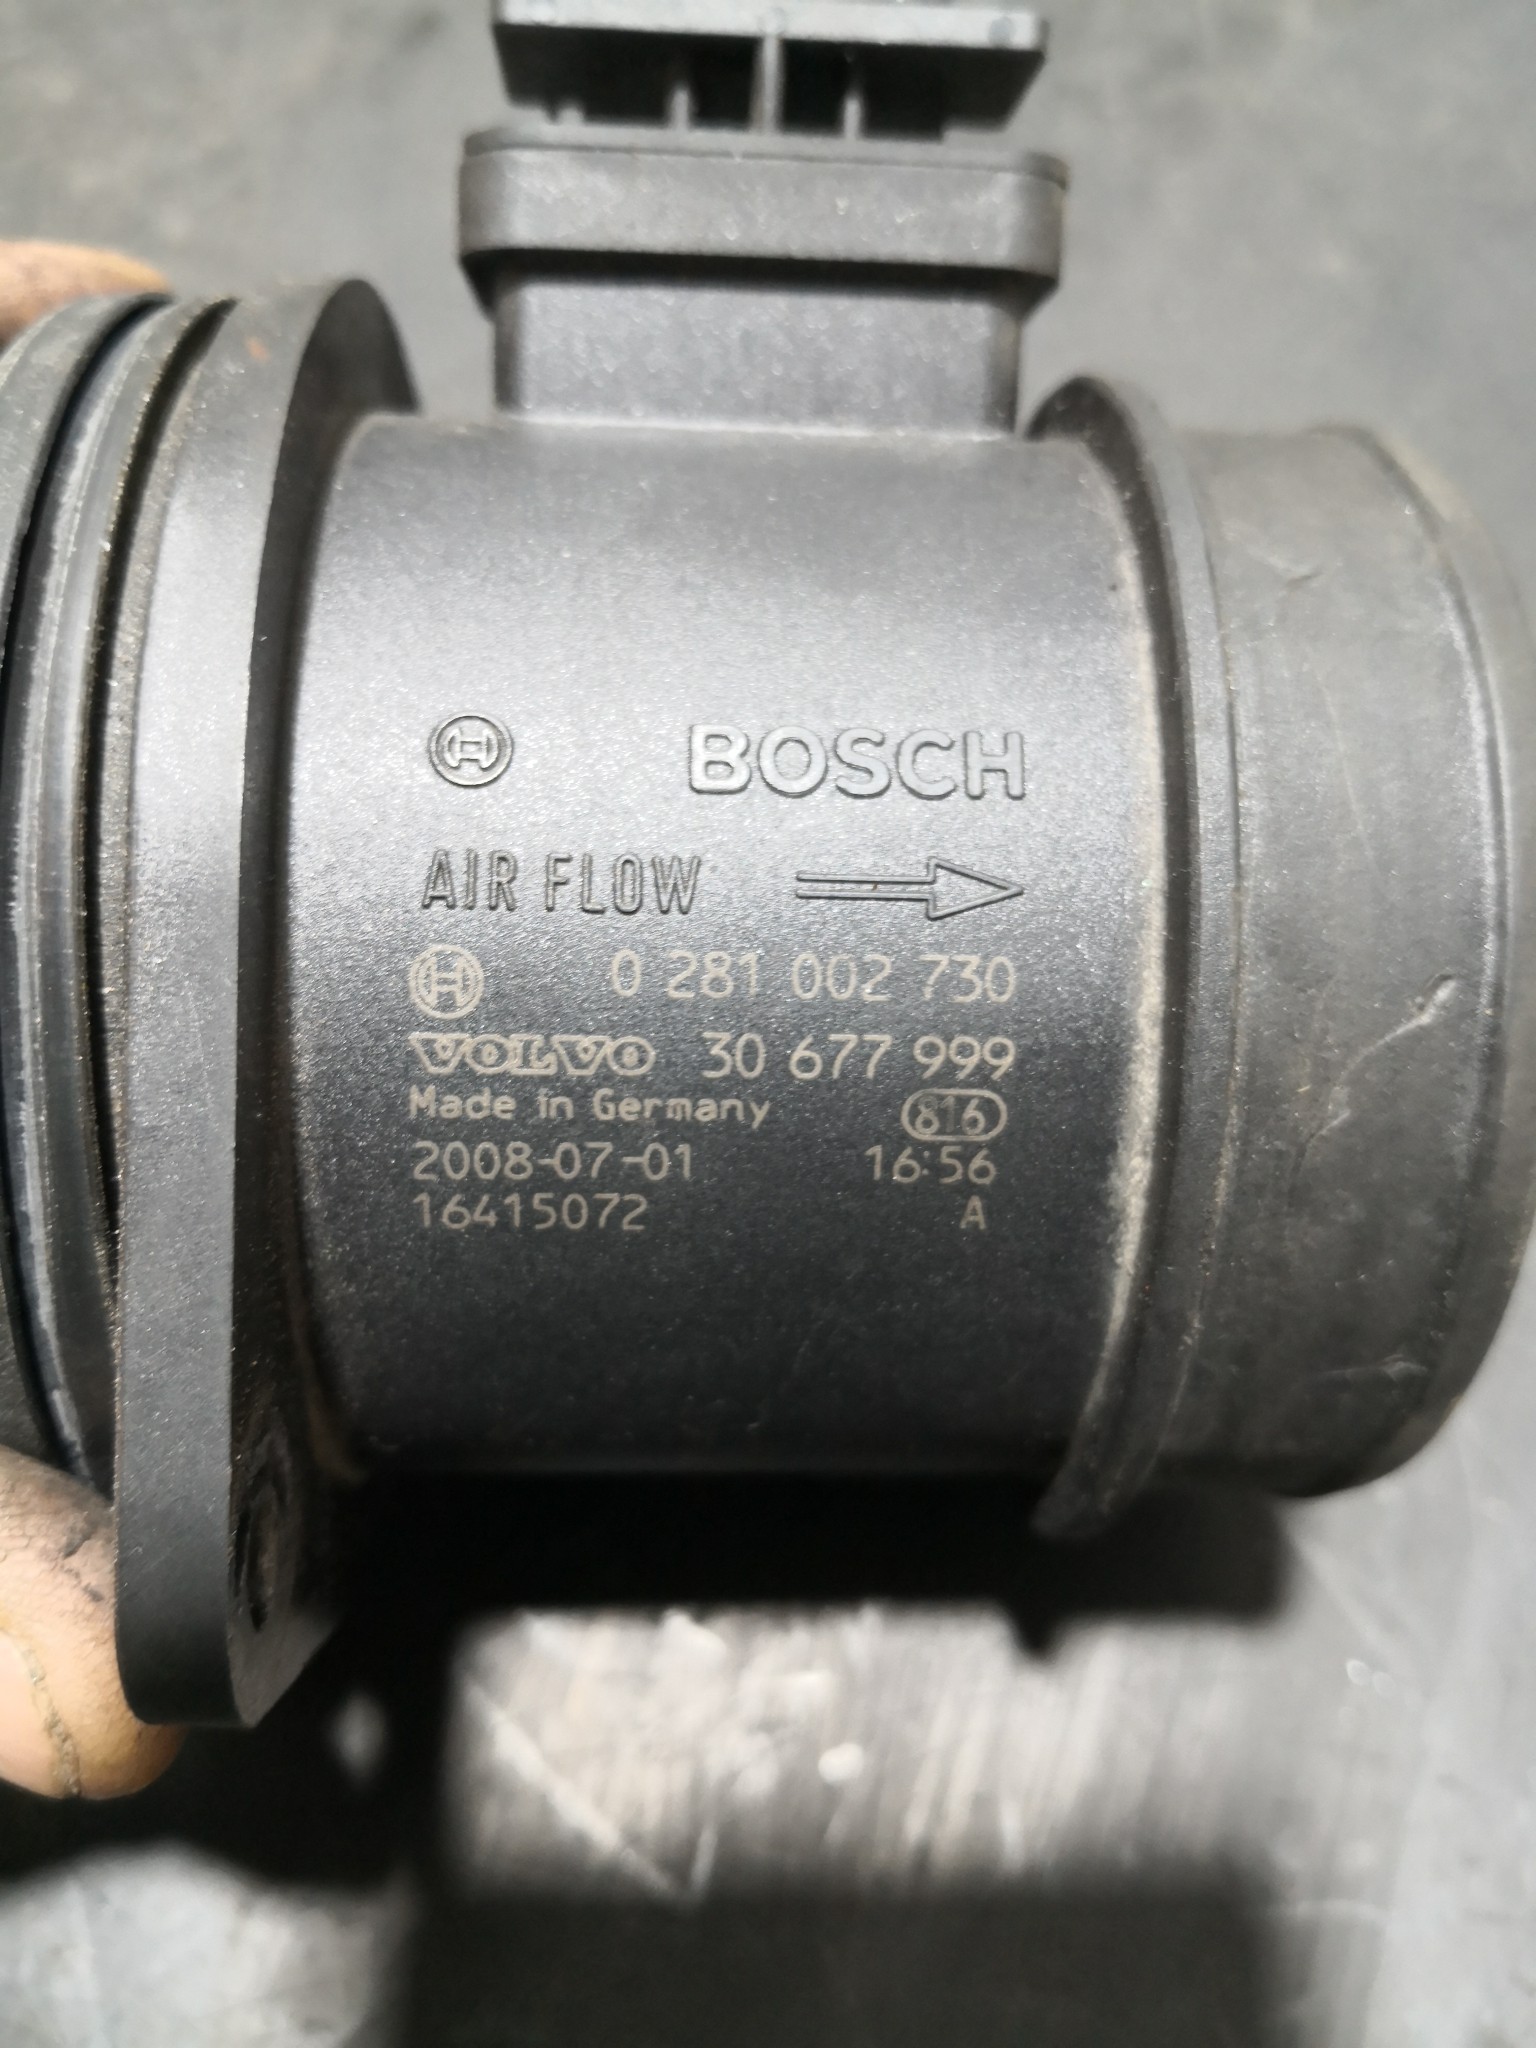 BOSCH
AIR FLOW
0 281 002 730
VOLVO 30 677 999
Made in Germany 816
2008-07-01 16:56
16415072 A